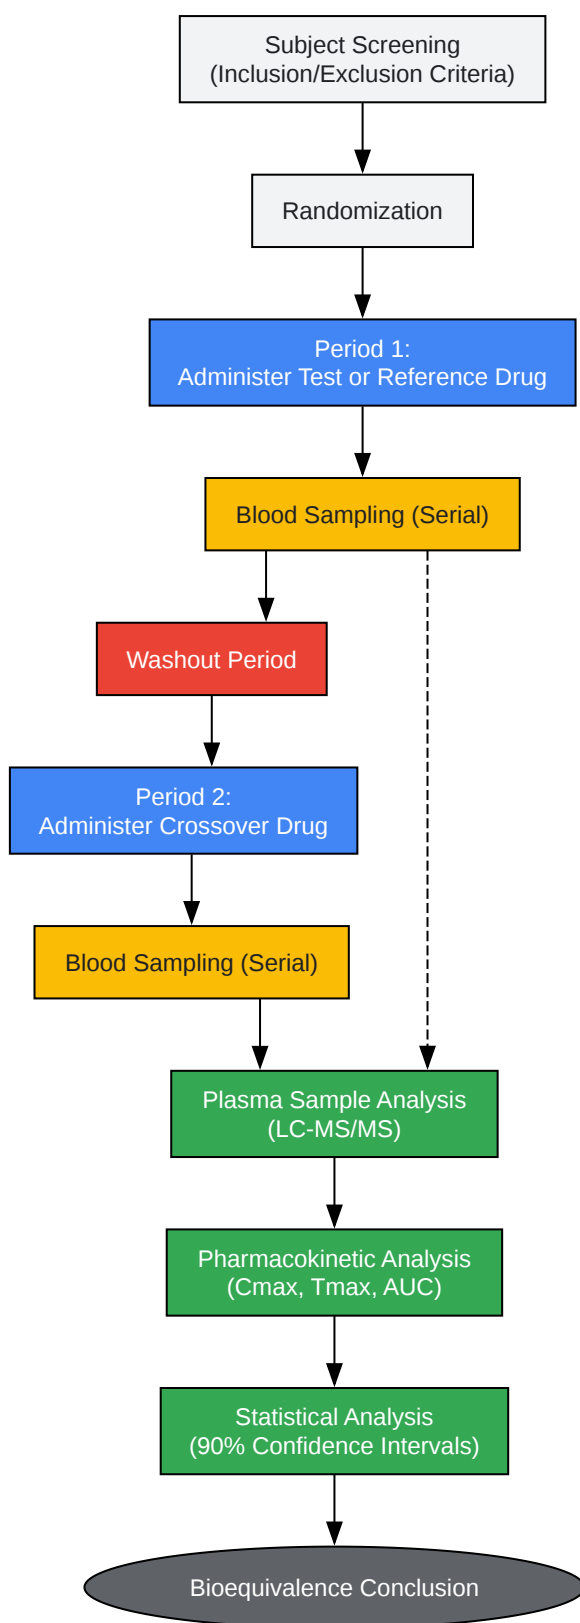 Subject Screening
(Inclusion/Exclusion Criteria)
Randomization
Period 1:
Administer Test or Reference Drug
Blood Sampling (Serial)
Washout Period
Period 2:
Administer Crossover Drug
Blood Sampling (Serial)
Plasma Sample Analysis
(LC-MS/MS)
Pharmacokinetic Analysis
(Cmax, Tmax, AUC)
Statistical Analysis
(90% Confidence Intervals)
Bioequivalence Conclusion